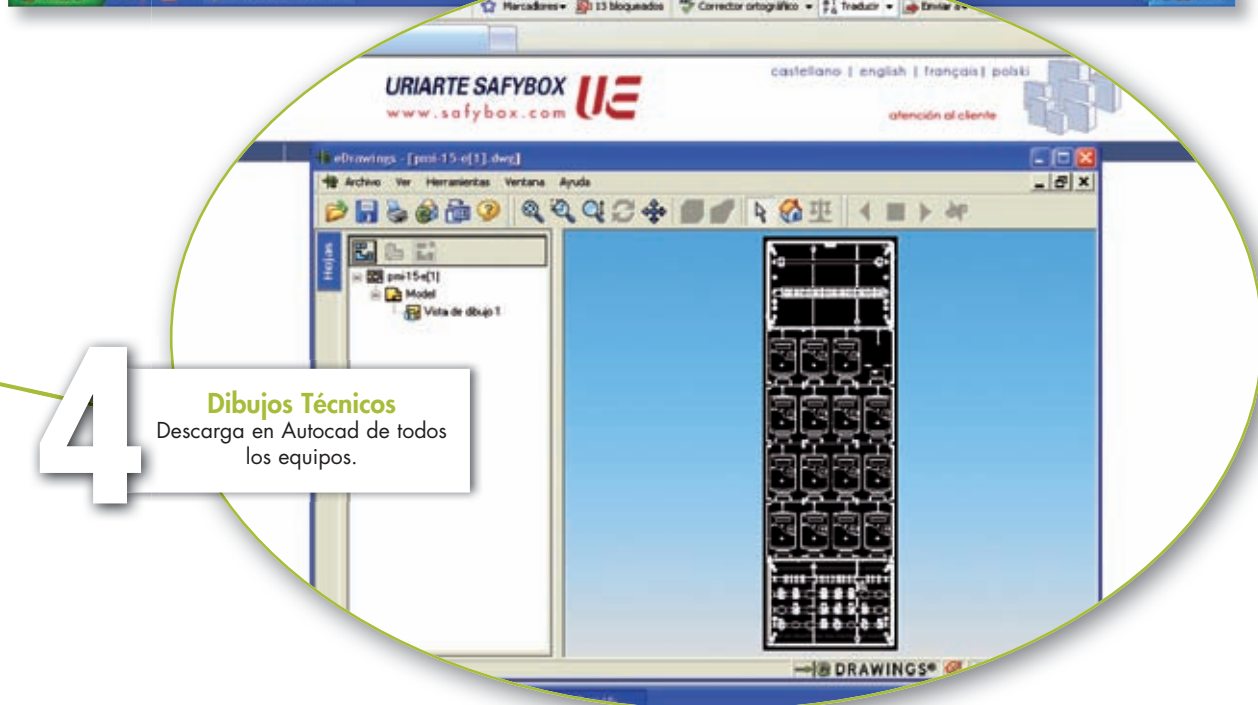 Marcadores 13 bloqueados Corrector ortográfico Traducir Enviar a
castellano | english | français | polski
URIARTE SAFYBOX UE
www.safybox.com
atención al cliente
eDrawings - [pmi-15-e[1].dwg]
Archivo Ver Herramientas Ventana Ayuda
Hojas
pmi-15-e[1]
Model
Vista de dibujo 1
4
Dibujos Técnicos
Descarga en Autocad de todos
los equipos.
DRAWINGS®